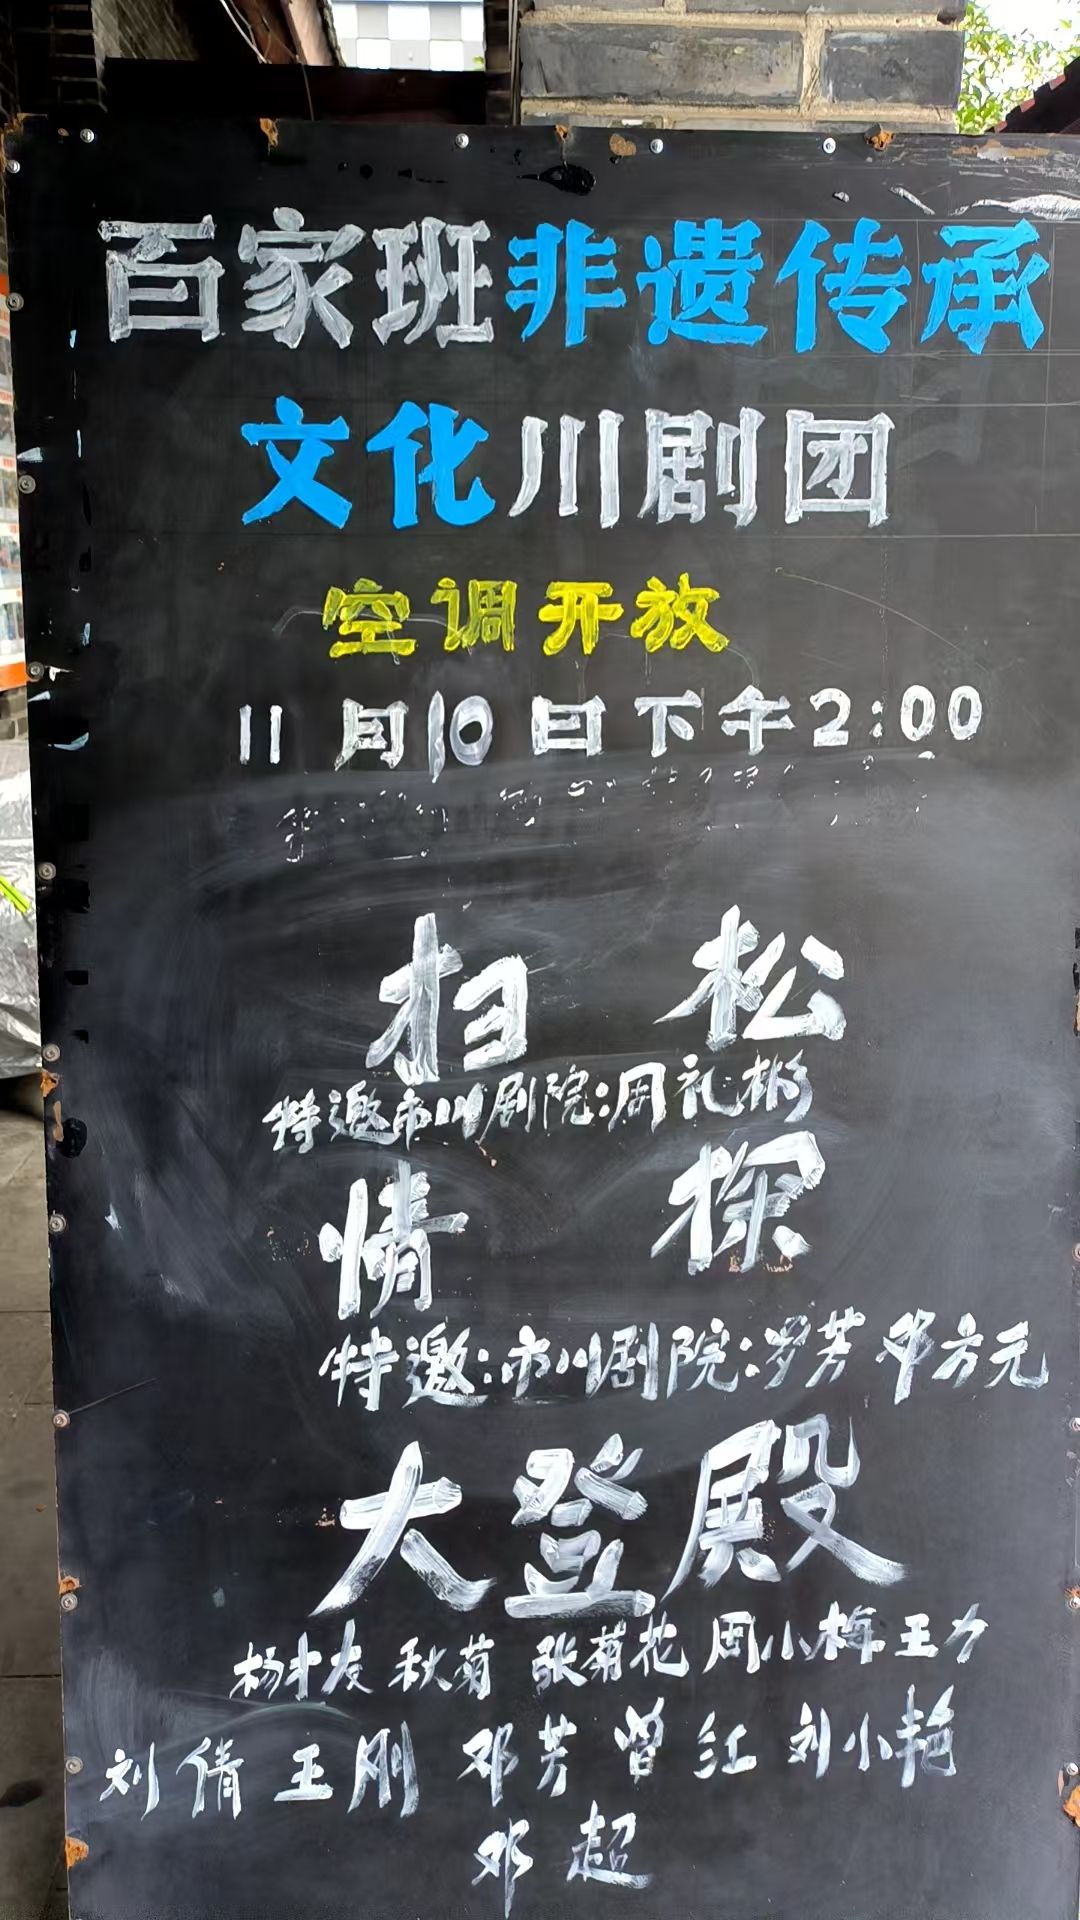 百家班非遗传承
文化川剧团
空调开放
11月10日下午2:00
扫松
特邀市川剧院:周礼彬
情探
特邀:市川剧院:罗芳 邓方元
大登殿
杨才友 秋菊 张菊花 周小梅 王力
刘倩 王刚 邓芳 曾红 刘小艳
邓超